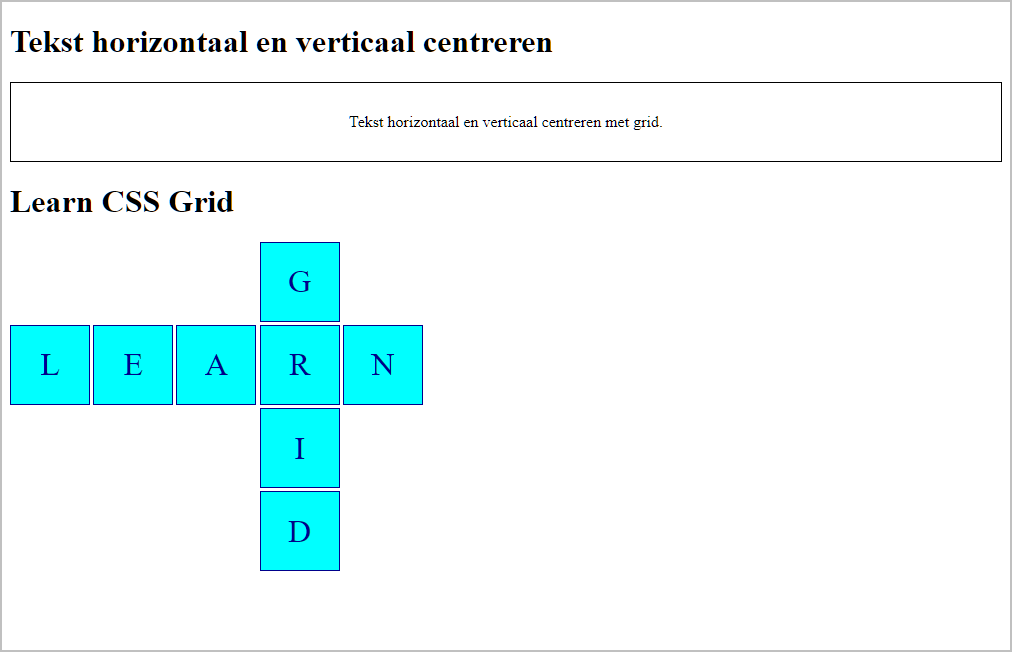 Tekst horizontaal en verticaal centreren
Tekst horizontaal en verticaal centreren met grid.
Learn CSS Grid
G
L E A R N
I
D